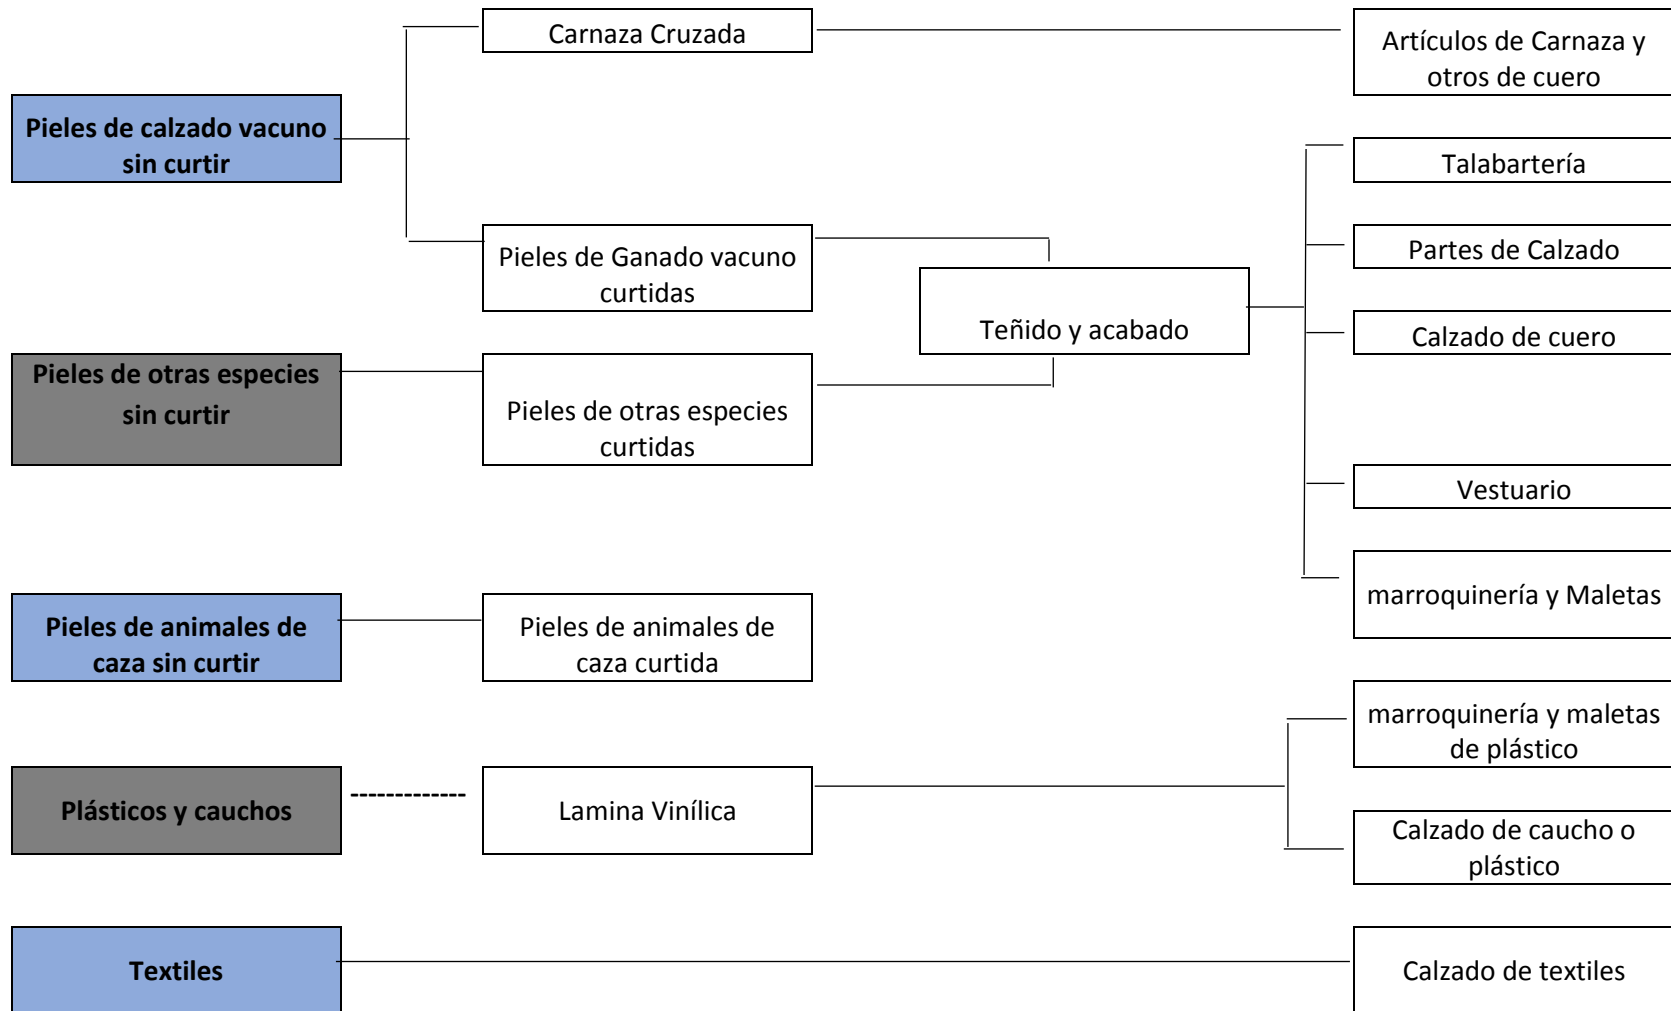 Carnaza Cruzada
Artículos de Carnaza y
otros de cuero
Pieles de calzado vacuno
sin curtir
Talabartería
Pieles de Ganado vacuno
curtidas
Partes de Calzado
Teñido y acabado
Calzado de cuero
Pieles de otras especies
sin curtir
Pieles de otras especies
curtidas
Vestuario
marroquinería y Maletas
Pieles de animales de
caza sin curtir
Pieles de animales de
caza curtida
marroquinería y maletas
de plástico
Plásticos y cauchos
Lamina Vinílica
Calzado de caucho o
plástico
Textiles
Calzado de textiles